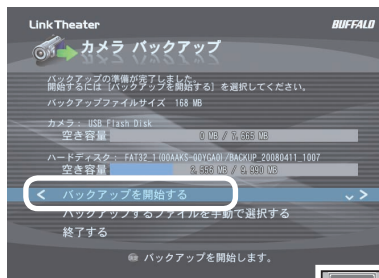 LinkTheater
BUFFALO
カメラ バックアップ
バックアップの準備が完了しました。
開始するには [バックアップを開始する] を選択してください。
バックアップファイルサイズ 168 MB
カメラ : USB Flash Disk
空き容量
0 MB / 7,665 MB
ハードディスク : FAT32_1(00AAKS-00YGA0)/BACKUP_20080411_1007
空き容量
2,556 MB / 9,990 MB
バックアップを開始する
バックアップするファイルを手動で選択する
終了する
バックアップを開始します。